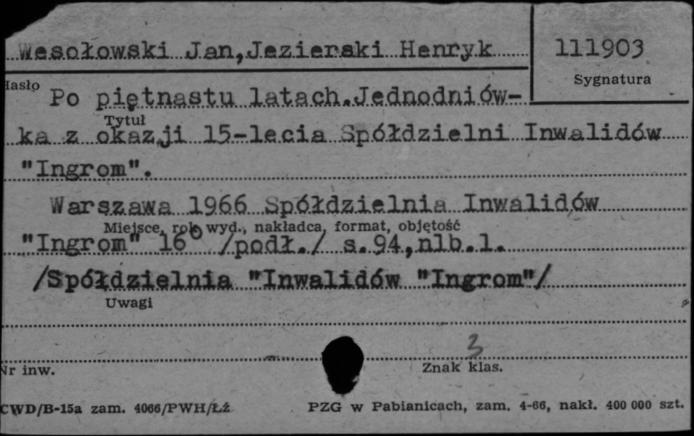 Wesołowski Jan,Jezierski Henryk
111903
Hasło
Sygnatura
Po piętnastu latach.Jednodniów-
Tytuł
ka z okazji 15-lecia Spółdzielni Inwalidów
"Ingrom".
Warszawa 1966 Spółdzielnia Inwalidów
Miejsce, rok wyd., nakładca, format, objętość
"Ingrom" 16° /podł./ s.94,nlb.1.
/Spółdzielnia "Inwalidów "Ingrom"/
Uwagi
3
Nr inw.
Znak klas.
CWD/B-15a zam. 4066/PWH/Łź
PZG w Pabianicach, zam. 4-66, nakł. 400 000 szt.